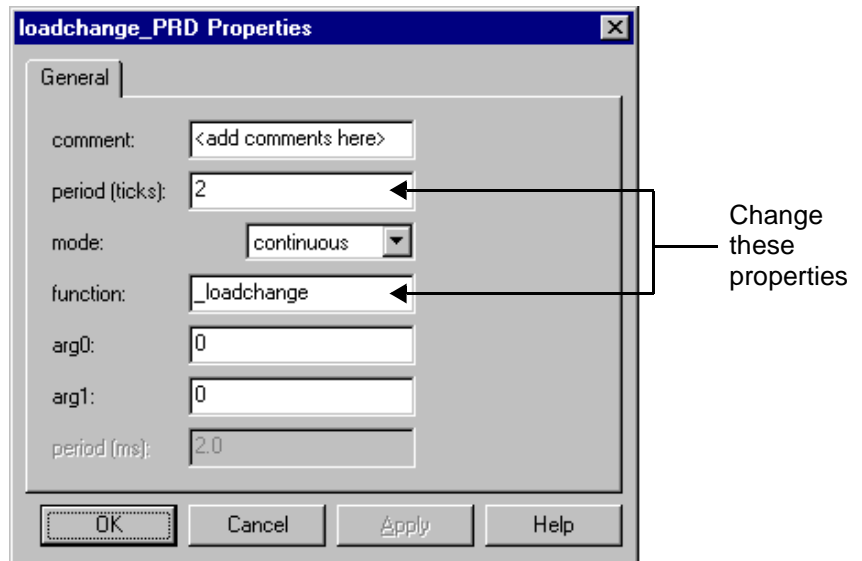 loadchange_PRD Properties
General
comment: <add comments here>
period (ticks): 2
mode: continuous
function: _loadchange
arg0: 0
arg1: 0
period (ms): 2.0
OK Cancel Apply Help
Change
these
properties